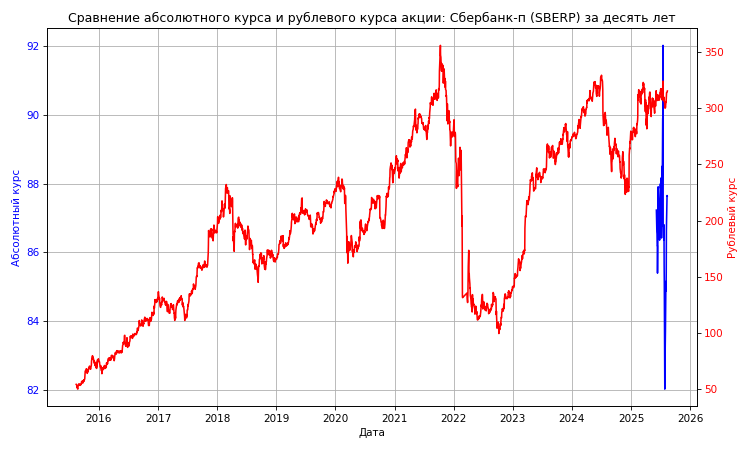 Сравнение абсолютного курса и рублевого курса акции: Сбербанк-п (SBERP) за десять лет
92
90
88
86
84
82
Абсолютный курс
350
300
250
200
150
100
50
Рублевый курс
2016 2017 2018 2019 2020 2021 2022 2023 2024 2025 2026
Дата